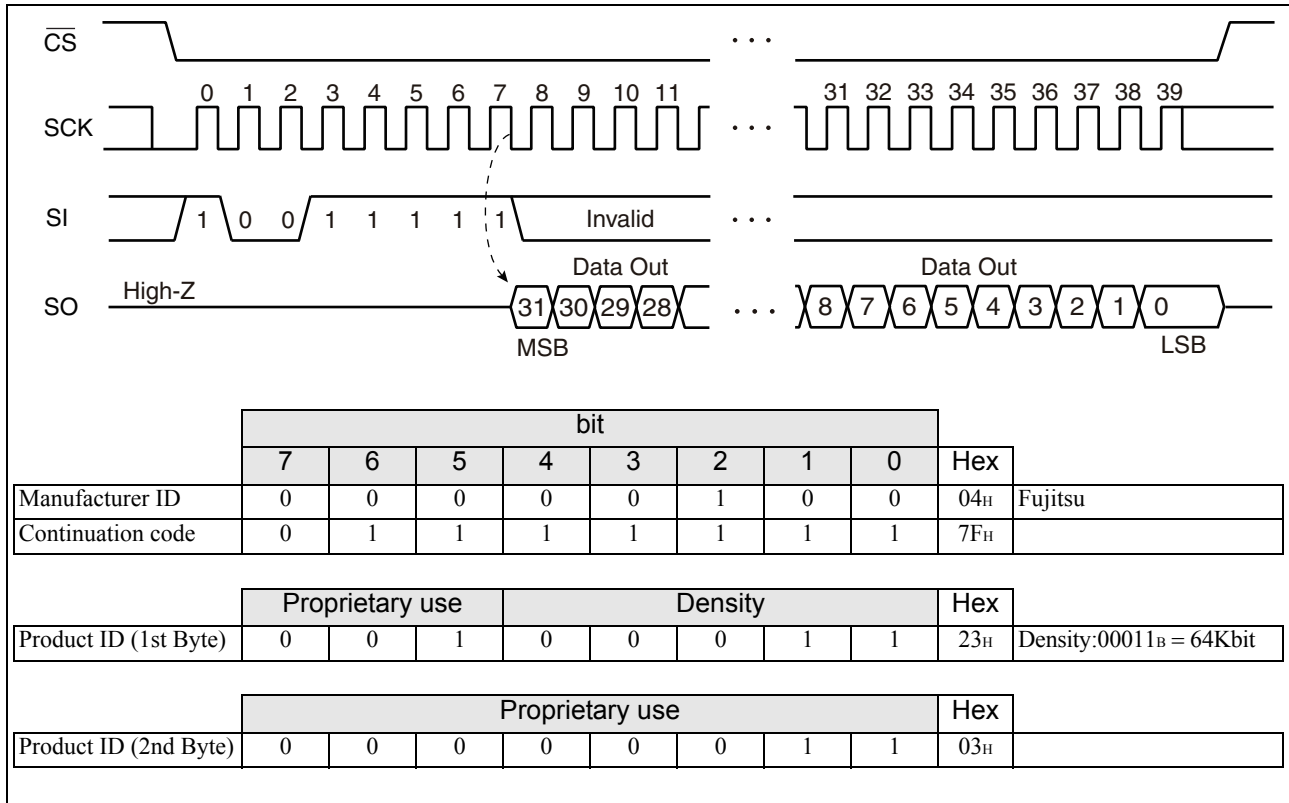 CS
0 1 2 3 4 5 6 7 8 9 10 11 31 32 33 34 35 36 37 38 39
SCK
SI 1 0 0 1 1 1 1 1 Invalid
Data Out Data Out
High-Z
SO 31 30 29 28 8 7 6 5 4 3 2 1 0
MSB LSB
bit
7 6 5 4 3 2 1 0 Hex
Manufacturer ID 0 0 0 0 0 1 0 0 04H Fujitsu
Continuation code 0 1 1 1 1 1 1 1 7FH
Proprietary use Density Hex
Product ID (1st Byte) 0 0 1 0 0 0 1 1 23H Density:00011B = 64Kbit
Proprietary use Hex
Product ID (2nd Byte) 0 0 0 0 0 0 1 1 03H